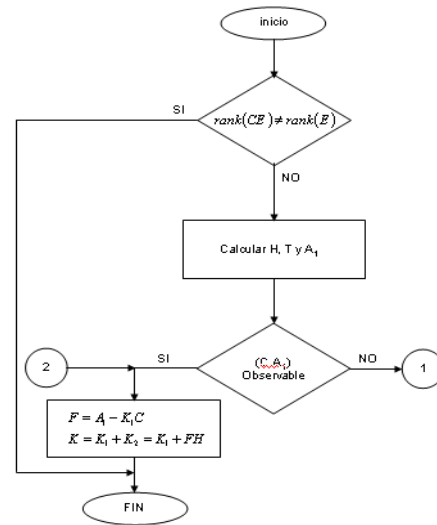 inicio
SI
rank(CE) ≠ rank(E)
NO
Calcular H, T y A₁
2
SI
(C,A₁)
Observable
NO
1
F = A₁ − K₁C
K = K₁ + K₂ = K₁ + FH
FIN